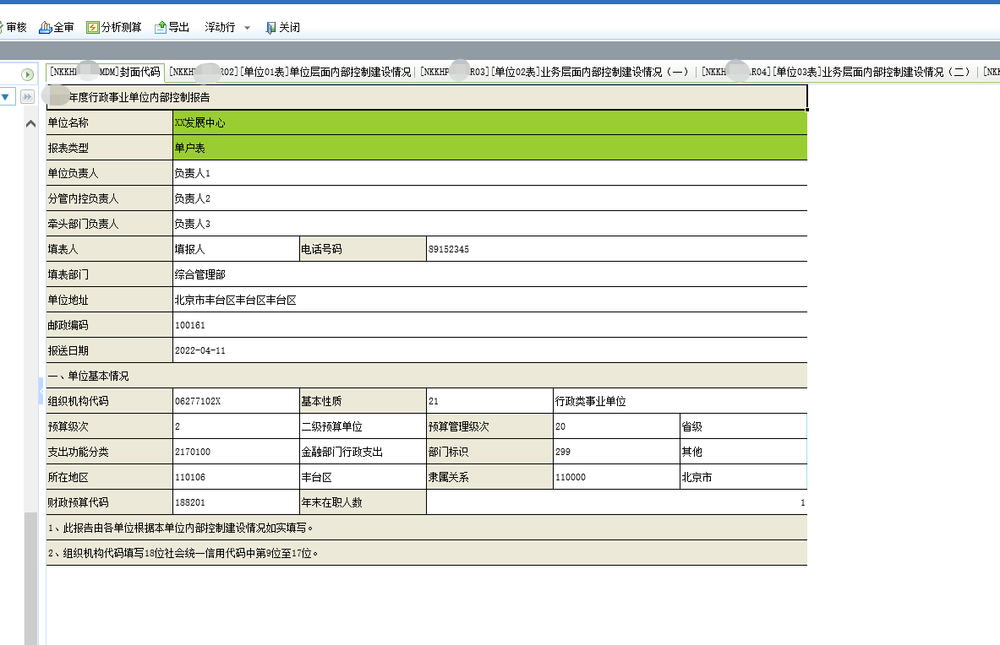 审核 全审 分析测算 导出 浮动行 关闭
[NKKH MDM]封面代码 [NKKH R02][单位01表]单位层面内部控制建设情况 | [NKKHP R03][单位02表]业务层面内部控制建设情况（一） | [NKKH R04][单位03表]业务层面内部控制建设情况（二） | [NK
年度行政事业单位内部控制报告
单位名称 XX发展中心
报表类型 单户表
单位负责人 负责人1
分管内控负责人 负责人2
牵头部门负责人 负责人3
填表人 填报人 电话号码 89152345
填表部门 综合管理部
单位地址 北京市丰台区丰台区丰台区
邮政编码 100161
报送日期 2022-04-11
一、单位基本情况
组织机构代码 06277102X 基本性质 21 行政类事业单位
预算级次 2 二级预算单位 预算管理级次 20 省级
支出功能分类 2170100 金融部门行政支出 部门标识 299 其他
所在地区 110106 丰台区 隶属关系 110000 北京市
财政预算代码 188201 年末在职人数 1
1、此报告由各单位根据本单位内部控制建设情况如实填写。
2、组织机构代码填写18位社会统一信用代码中第9位至17位。